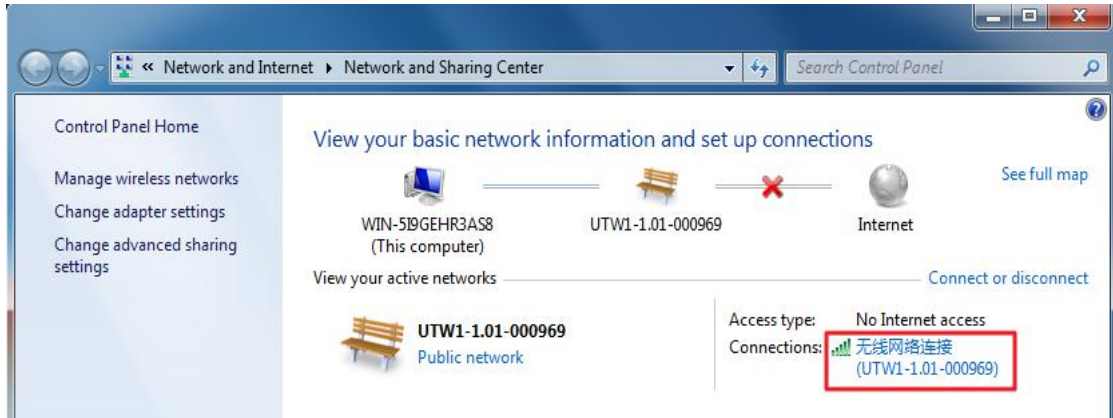 « Network and Internet ▸ Network and Sharing Center
Search Control Panel
Control Panel Home
Manage wireless networks
Change adapter settings
Change advanced sharing
settings
View your basic network information and set up connections
See full map
WIN-5I9GEHR3AS8
(This computer)
UTW1-1.01-000969
Internet
View your active networks
Connect or disconnect
UTW1-1.01-000969
Public network
Access type: No Internet access
Connections: 无线网络连接
(UTW1-1.01-000969)